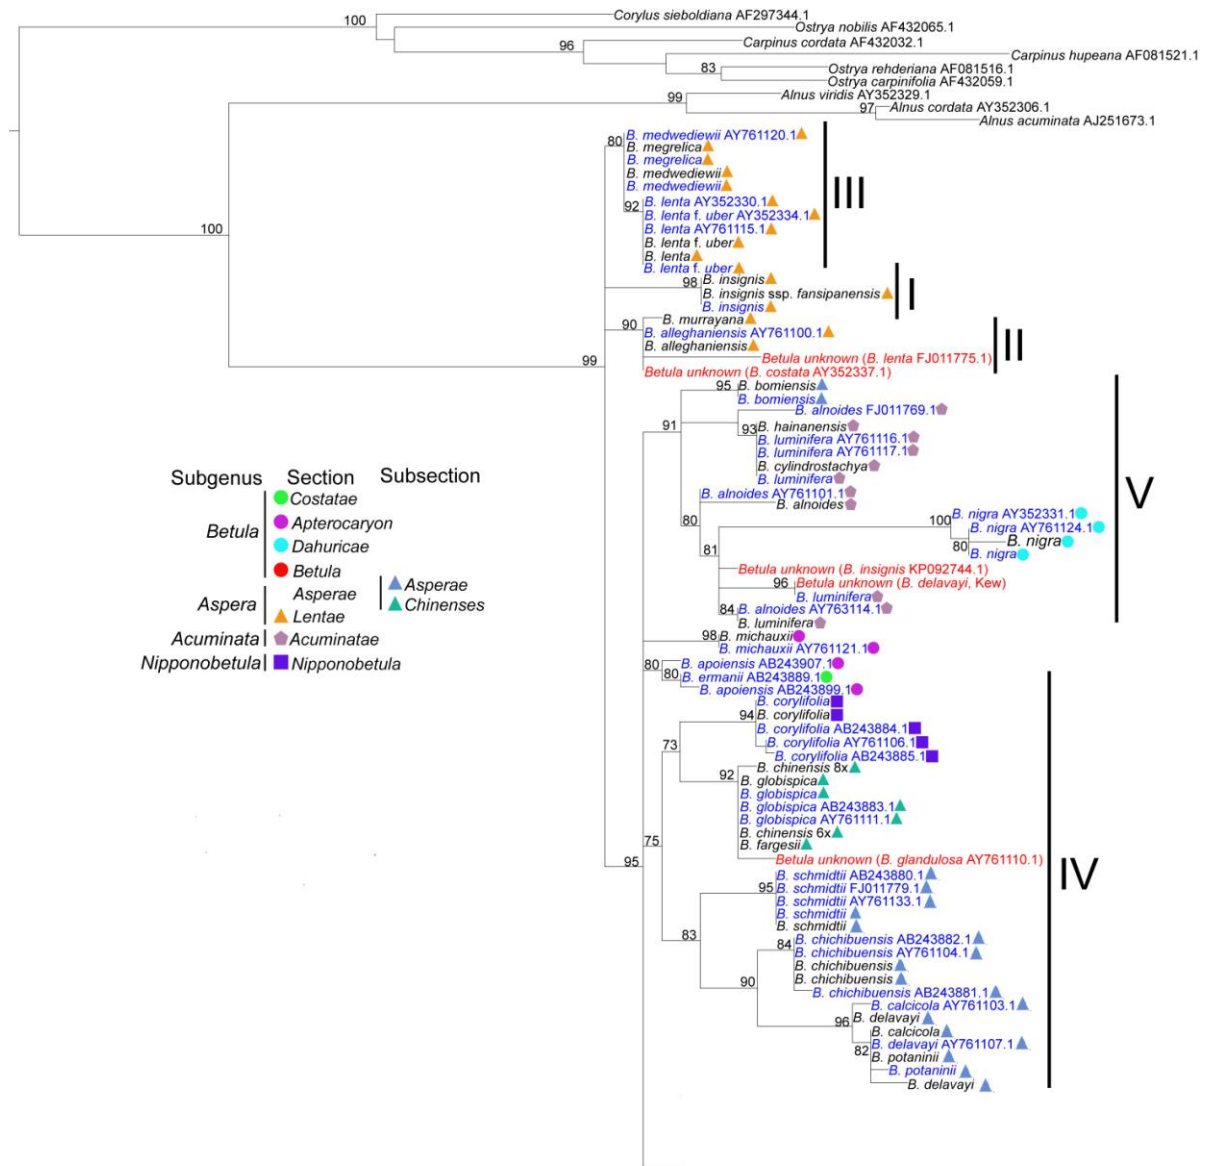 Corylus sieboldiana AF297344.1
100
Ostrya nobilis AF432065.1
Carpinus cordata AF432032.1
96
Carpinus hupeana AF081521.1
Ostrya rehderiana AF081516.1
83
Ostrya carpinifolia AF432059.1
Alnus viridis AY352329.1
99
Alnus cordata AY352306.1
97
Alnus acuminata AJ251673.1
B. medwediewii AY761120.1
80
B. megrelica
B. megrelica
B. medwediewii
B. medwediewii
III
B. lenta AY352330.1
92
B. lenta f. uber AY352334.1
B. lenta AY761115.1
100
B. lenta f. uber
B. lenta
B. lenta f. uber
B. insignis
98
B. insignis ssp. fansipanensis
I
B. insignis
B. murrayana
90
B. alleghaniensis AY761100.1
B. alleghaniensis
II
Betula unknown (B. lenta FJ011775.1)
99
Betula unknown (B. costata AY352337.1)
95
B. bomiensis
B. bomiensis
B. alnoides FJ011769.1
91
93
B. hainanensis
B. luminifera AY761116.1
B. luminifera AY761117.1
B. cylindrostachya
B. luminifera
V
B. alnoides AY761101.1
B. alnoides
80
B. nigra AY352331.1
100
B. nigra AY761124.1
B. nigra
80
B. nigra
81
Betula unknown (B. insignis KP092744.1)
96
Betula unknown (B. delavayi, Kew)
B. luminifera
84
B. alnoides AY763114.1
B. luminifera
Subgenus Section Subsection
Costatae
Betula
Apterocaryon
Dahuricae
Betula
Asperae
Asperae
Aspera
Chinenses
Lentae
Acuminata
Acuminatae
Nipponobetula
Nipponobetula
98
B. michauxii
B. michauxii AY761121.1
80
B. apoiensis AB243907.1
80
B. ermanii AB243889.1
B. apoiensis AB243899.1
B. corylifolia
94
B. corylifolia
B. corylifolia AB243884.1
73
B. corylifolia AY761106.1
B. corylifolia AB243885.1
B. chinensis 8x
92
B. globispica
B. globispica
B. globispica AB243883.1
B. globispica AY761111.1
B. chinensis 6x
75
B. fargesii
Betula unknown (B. glandulosa AY761110.1)
95
IV
B. schmidtii AB243880.1
95
B. schmidtii FJ011779.1
B. schmidtii AY761133.1
B. schmidtii
B. schmidtii
83
B. chichibuensis AB243882.1
84
B. chichibuensis AY761104.1
B. chichibuensis
B. chichibuensis
90
B. chichibuensis AB243881.1
B. calcicola AY761103.1
96
B. delavayi
B. calcicola
B. delavayi AY761107.1
82
B. potaninii
B. potaninii
B. delavayi